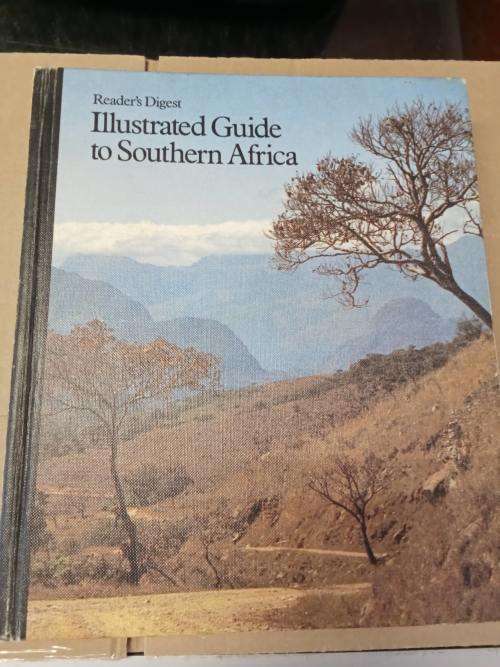 Reader's Digest
Illustrated Guide
to Southern Africa